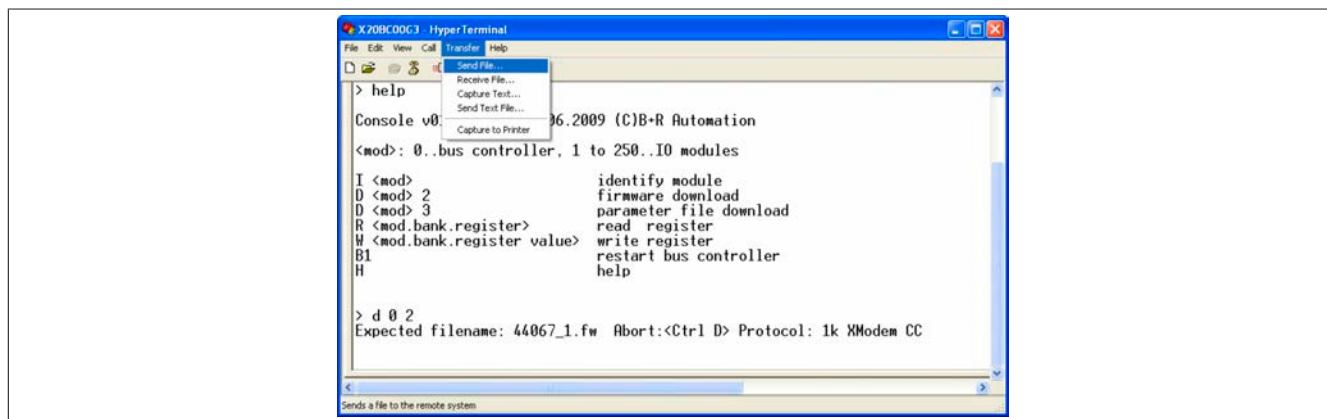 X20BC00G3 - HyperTerminal
File Edit View Call Transfer Help
Send File...
Receive File...
Capture Text...
Send Text File...
Capture to Printer
> help
Console v0 06.2009 (C)B+R Automation
<mod>: 0..bus controller, 1 to 250..IO modules
I <mod> identify module
D <mod> 2 firmware download
D <mod> 3 parameter file download
R <mod.bank.register> read register
W <mod.bank.register value> write register
B1 restart bus controller
H help
> d 0 2
Expected filename: 44067_1.fw Abort:<Ctrl D> Protocol: 1k XModem CC
Sends a file to the remote system